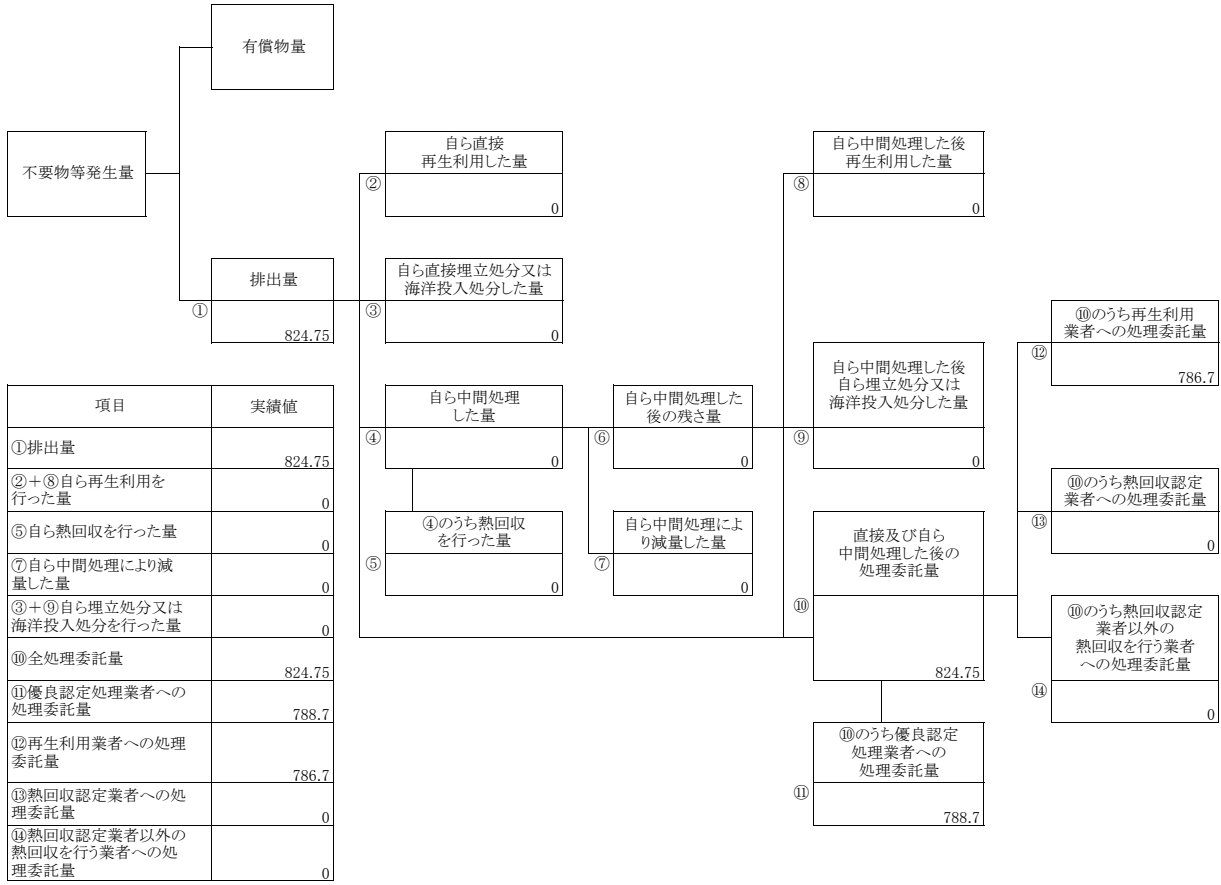 有償物量
不要物等発生量
自ら直接
再生利用した量
②
0
自ら中間処理した後
再生利用した量
⑧
0
排出量
①
824.75
自ら直接埋立処分又は
海洋投入処分した量
③
0
⑩のうち再生利用
業者への処理委託量
⑫
786.7
自ら中間処理
した量
④
0
自ら中間処理した
後の残さ量
⑥
0
自ら中間処理した後
自ら埋立処分又は
海洋投入処分した量
⑨
0
⑩のうち熱回収認定
業者への処理委託量
⑬
0
④のうち熱回収
を行った量
⑤
0
自ら中間処理によ
り減量した量
⑦
0
直接及び自ら
中間処理した後の
処理委託量
⑩
824.75
⑩のうち熱回収認定
業者以外の
熱回収を行う業者
への処理委託量
⑭
0
⑩のうち優良認定
処理業者への
処理委託量
⑪
788.7
項目
実績値
①排出量
824.75
②+⑧自ら再生利用を
行った量
0
⑤自ら熱回収を行った量
0
⑦自ら中間処理により減
量した量
0
③+⑨自ら埋立処分又は
海洋投入処分を行った量
0
⑩全処理委託量
824.75
⑪優良認定処理業者への
処理委託量
788.7
⑫再生利用業者への処理
委託量
786.7
⑬熱回収認定業者への処
理委託量
0
⑭熱回収認定業者以外の
熱回収を行う業者への処
理委託量
0